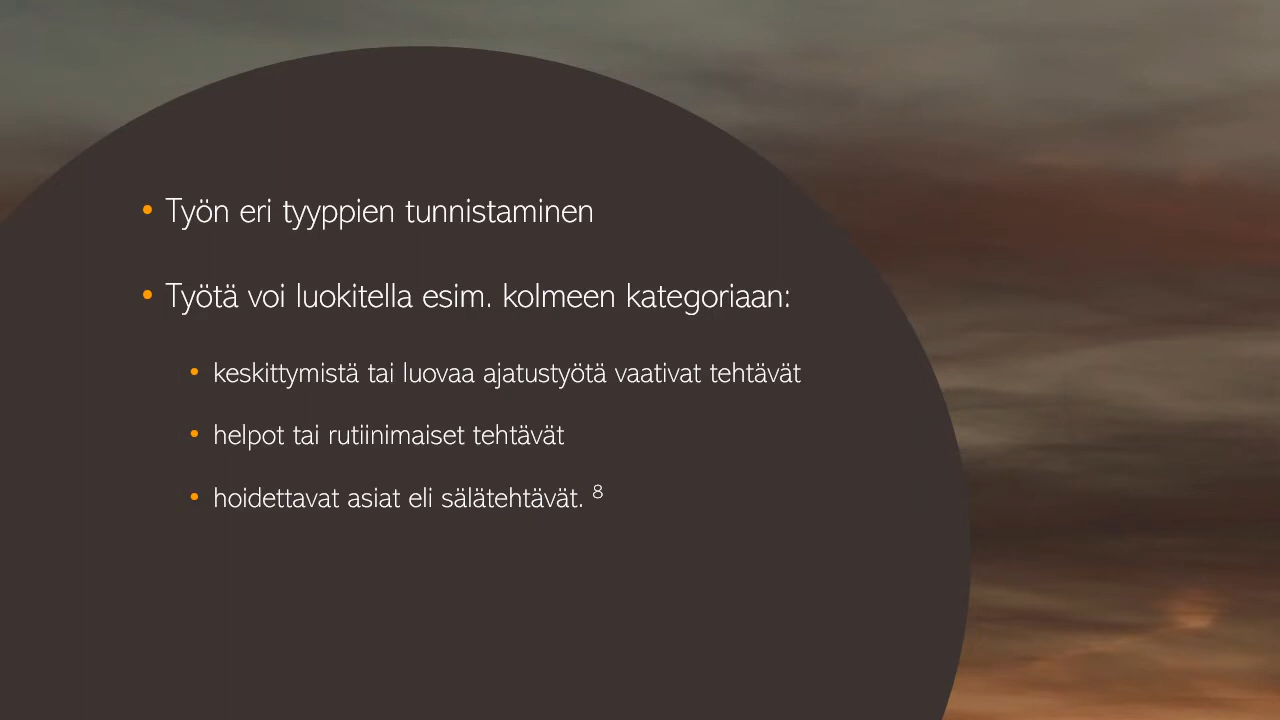 • Työn eri tyyppien tunnistaminen
• Työtä voi luokitella esim. kolmeen kategoriaan:
• keskittymistä tai luovaa ajatustyötä vaativat tehtävät
• helpot tai rutiinimaiset tehtävät
• hoidettavat asiat eli sälätehtävät. ⁸